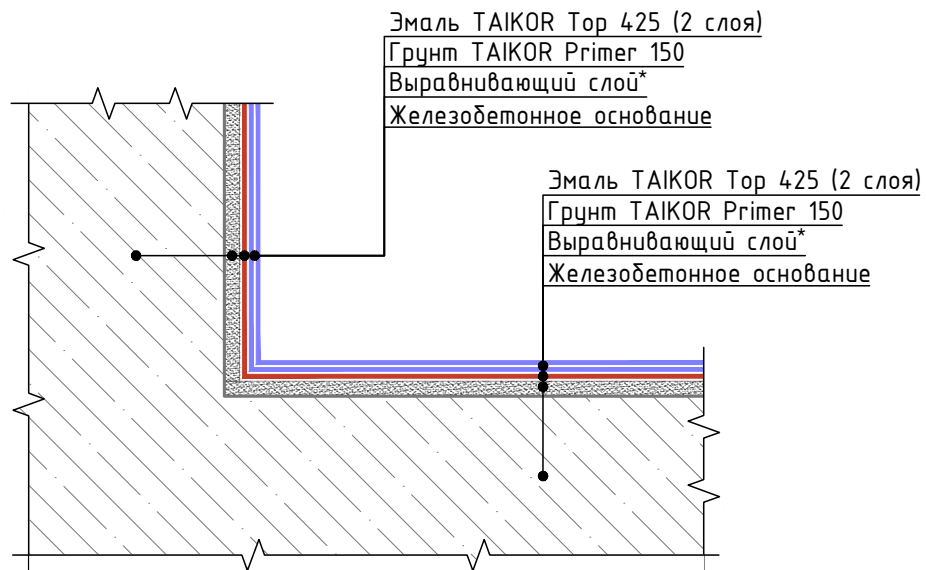 Эмаль TAIKOR Top 425 (2 слоя)
Грунт TAIKOR Primer 150
Выравнивающий слой*
Железобетонное основание
Эмаль TAIKOR Top 425 (2 слоя)
Грунт TAIKOR Primer 150
Выравнивающий слой*
Железобетонное основание